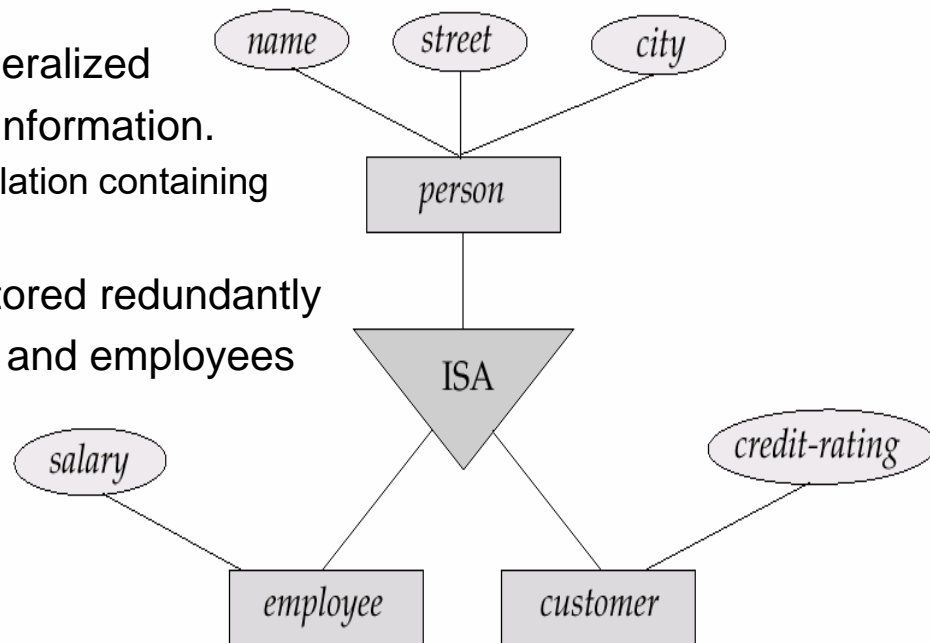 name street city
eralized
nformation.
lation containing
person
tored redundantly
and employees
ISA
salary credit-rating
employee customer